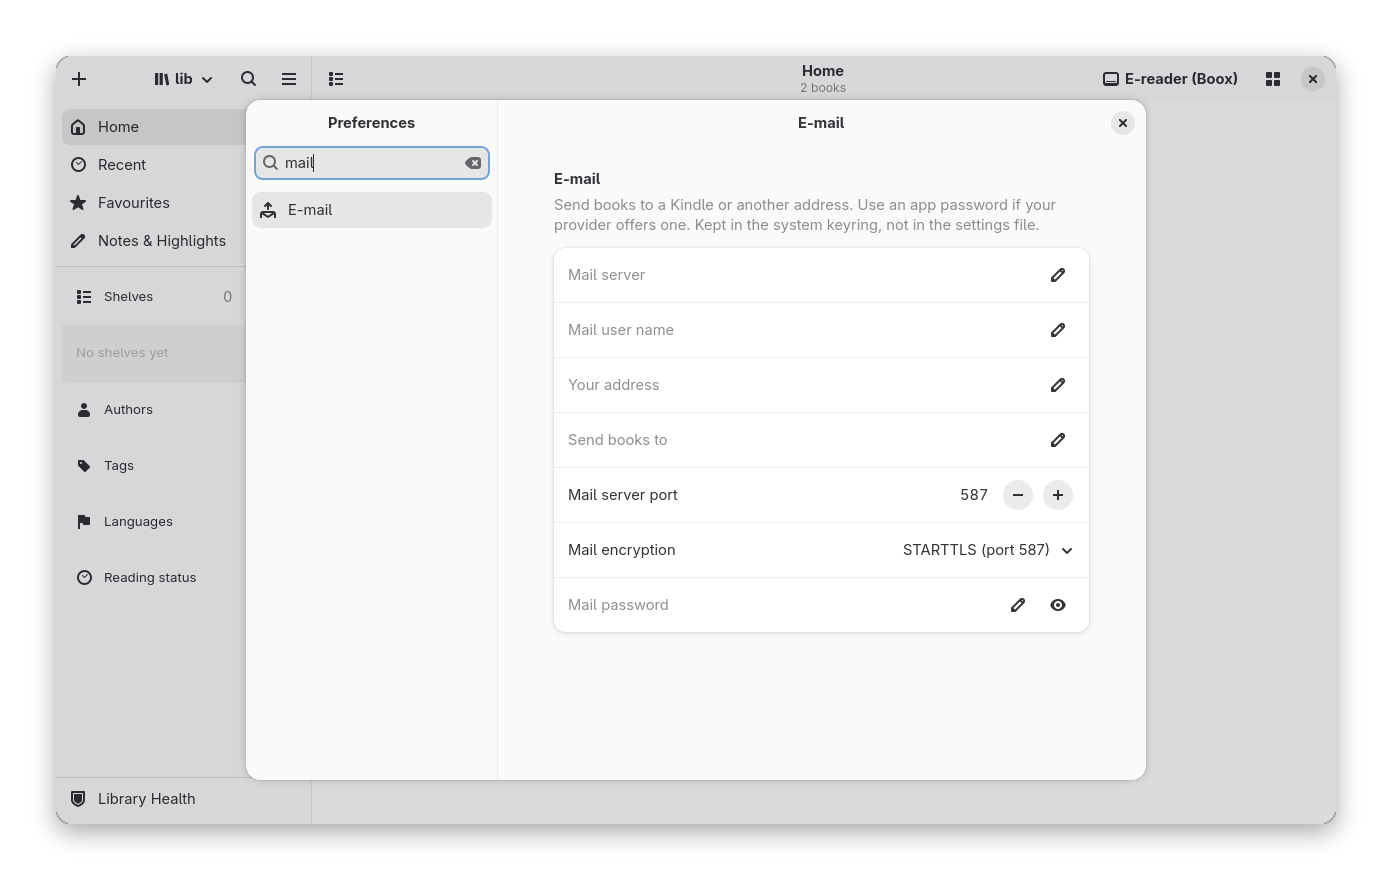 lib
Home
2 books
E-reader (Boox)
Home
Recent
Favourites
Notes & Highlights
Shelves 0
No shelves yet
Authors
Tags
Languages
Reading status
Library Health
Preferences
mail
E-mail
E-mail
E-mail
Send books to a Kindle or another address. Use an app password if your
provider offers one. Kept in the system keyring, not in the settings file.
Mail server
Mail user name
Your address
Send books to
Mail server port 587
Mail encryption STARTTLS (port 587)
Mail password